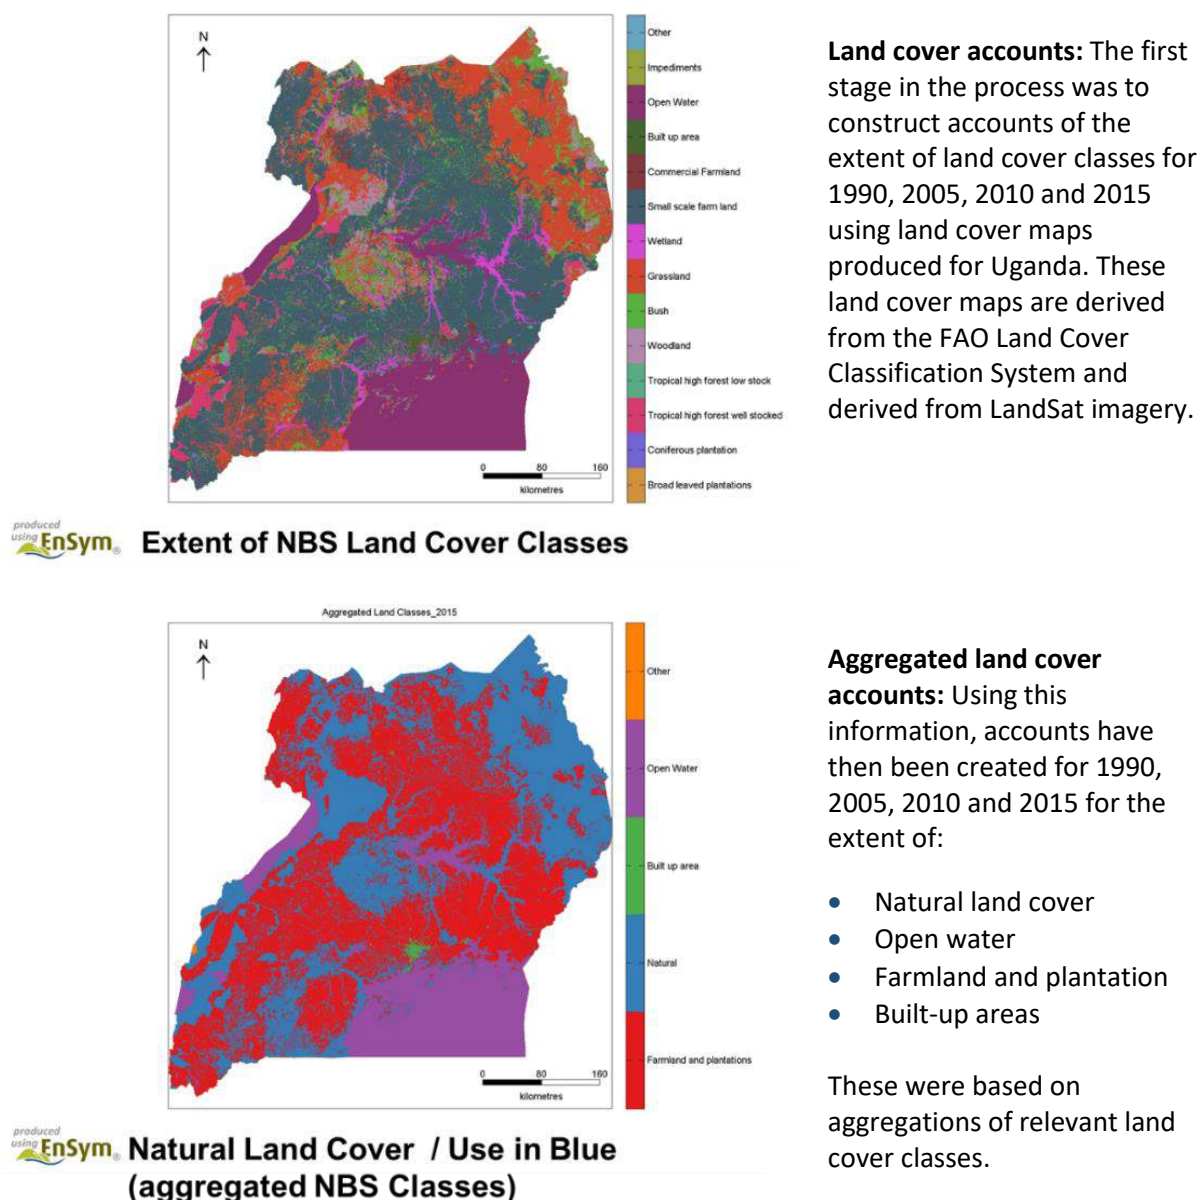 N
Other
Impediments
Open Water
Built up area
Commercial Farmland
Small scale farm land
Wetland
Grassland
Bush
Woodland
Tropical high forest low stock
Tropical high forest well stocked
Coniferous plantation
Broad leaved plantations
0 80 160
kilometres
produced
using EnSym®
Extent of NBS Land Cover Classes
Land cover accounts: The first
stage in the process was to
construct accounts of the
extent of land cover classes for
1990, 2005, 2010 and 2015
using land cover maps
produced for Uganda. These
land cover maps are derived
from the FAO Land Cover
Classification System and
derived from LandSat imagery.
Aggregated Land Classes_2015
N
Other
Open Water
Built up area
Natural
Farmland and plantations
0 80 160
kilometres
produced
using EnSym®
Natural Land Cover / Use in Blue
(aggregated NBS Classes)
Aggregated land cover
accounts: Using this
information, accounts have
then been created for 1990,
2005, 2010 and 2015 for the
extent of:
• Natural land cover
• Open water
• Farmland and plantation
• Built-up areas
These were based on
aggregations of relevant land
cover classes.